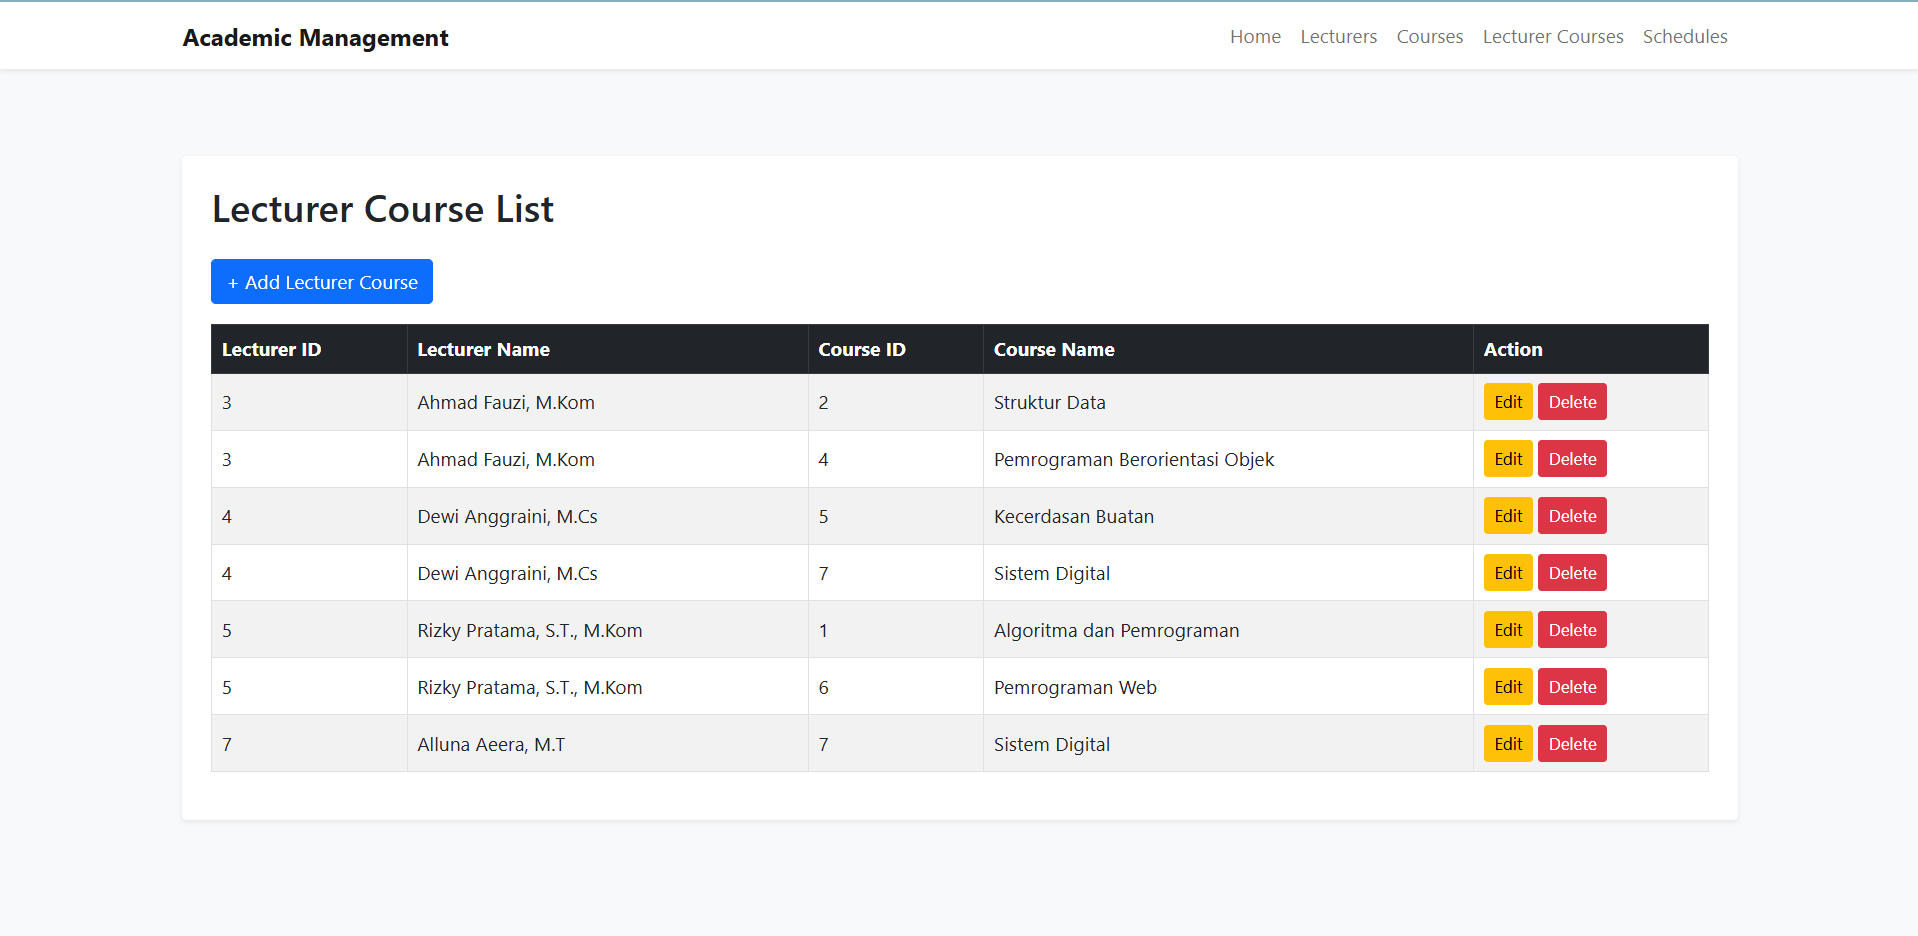 Academic Management Home Lecturers Courses Lecturer Courses Schedules
Lecturer Course List
+ Add Lecturer Course
Lecturer ID Lecturer Name Course ID Course Name Action
3 Ahmad Fauzi, M.Kom 2 Struktur Data Edit Delete
3 Ahmad Fauzi, M.Kom 4 Pemrograman Berorientasi Objek Edit Delete
4 Dewi Anggraini, M.Cs 5 Kecerdasan Buatan Edit Delete
4 Dewi Anggraini, M.Cs 7 Sistem Digital Edit Delete
5 Rizky Pratama, S.T., M.Kom 1 Algoritma dan Pemrograman Edit Delete
5 Rizky Pratama, S.T., M.Kom 6 Pemrograman Web Edit Delete
7 Alluna Aeera, M.T 7 Sistem Digital Edit Delete